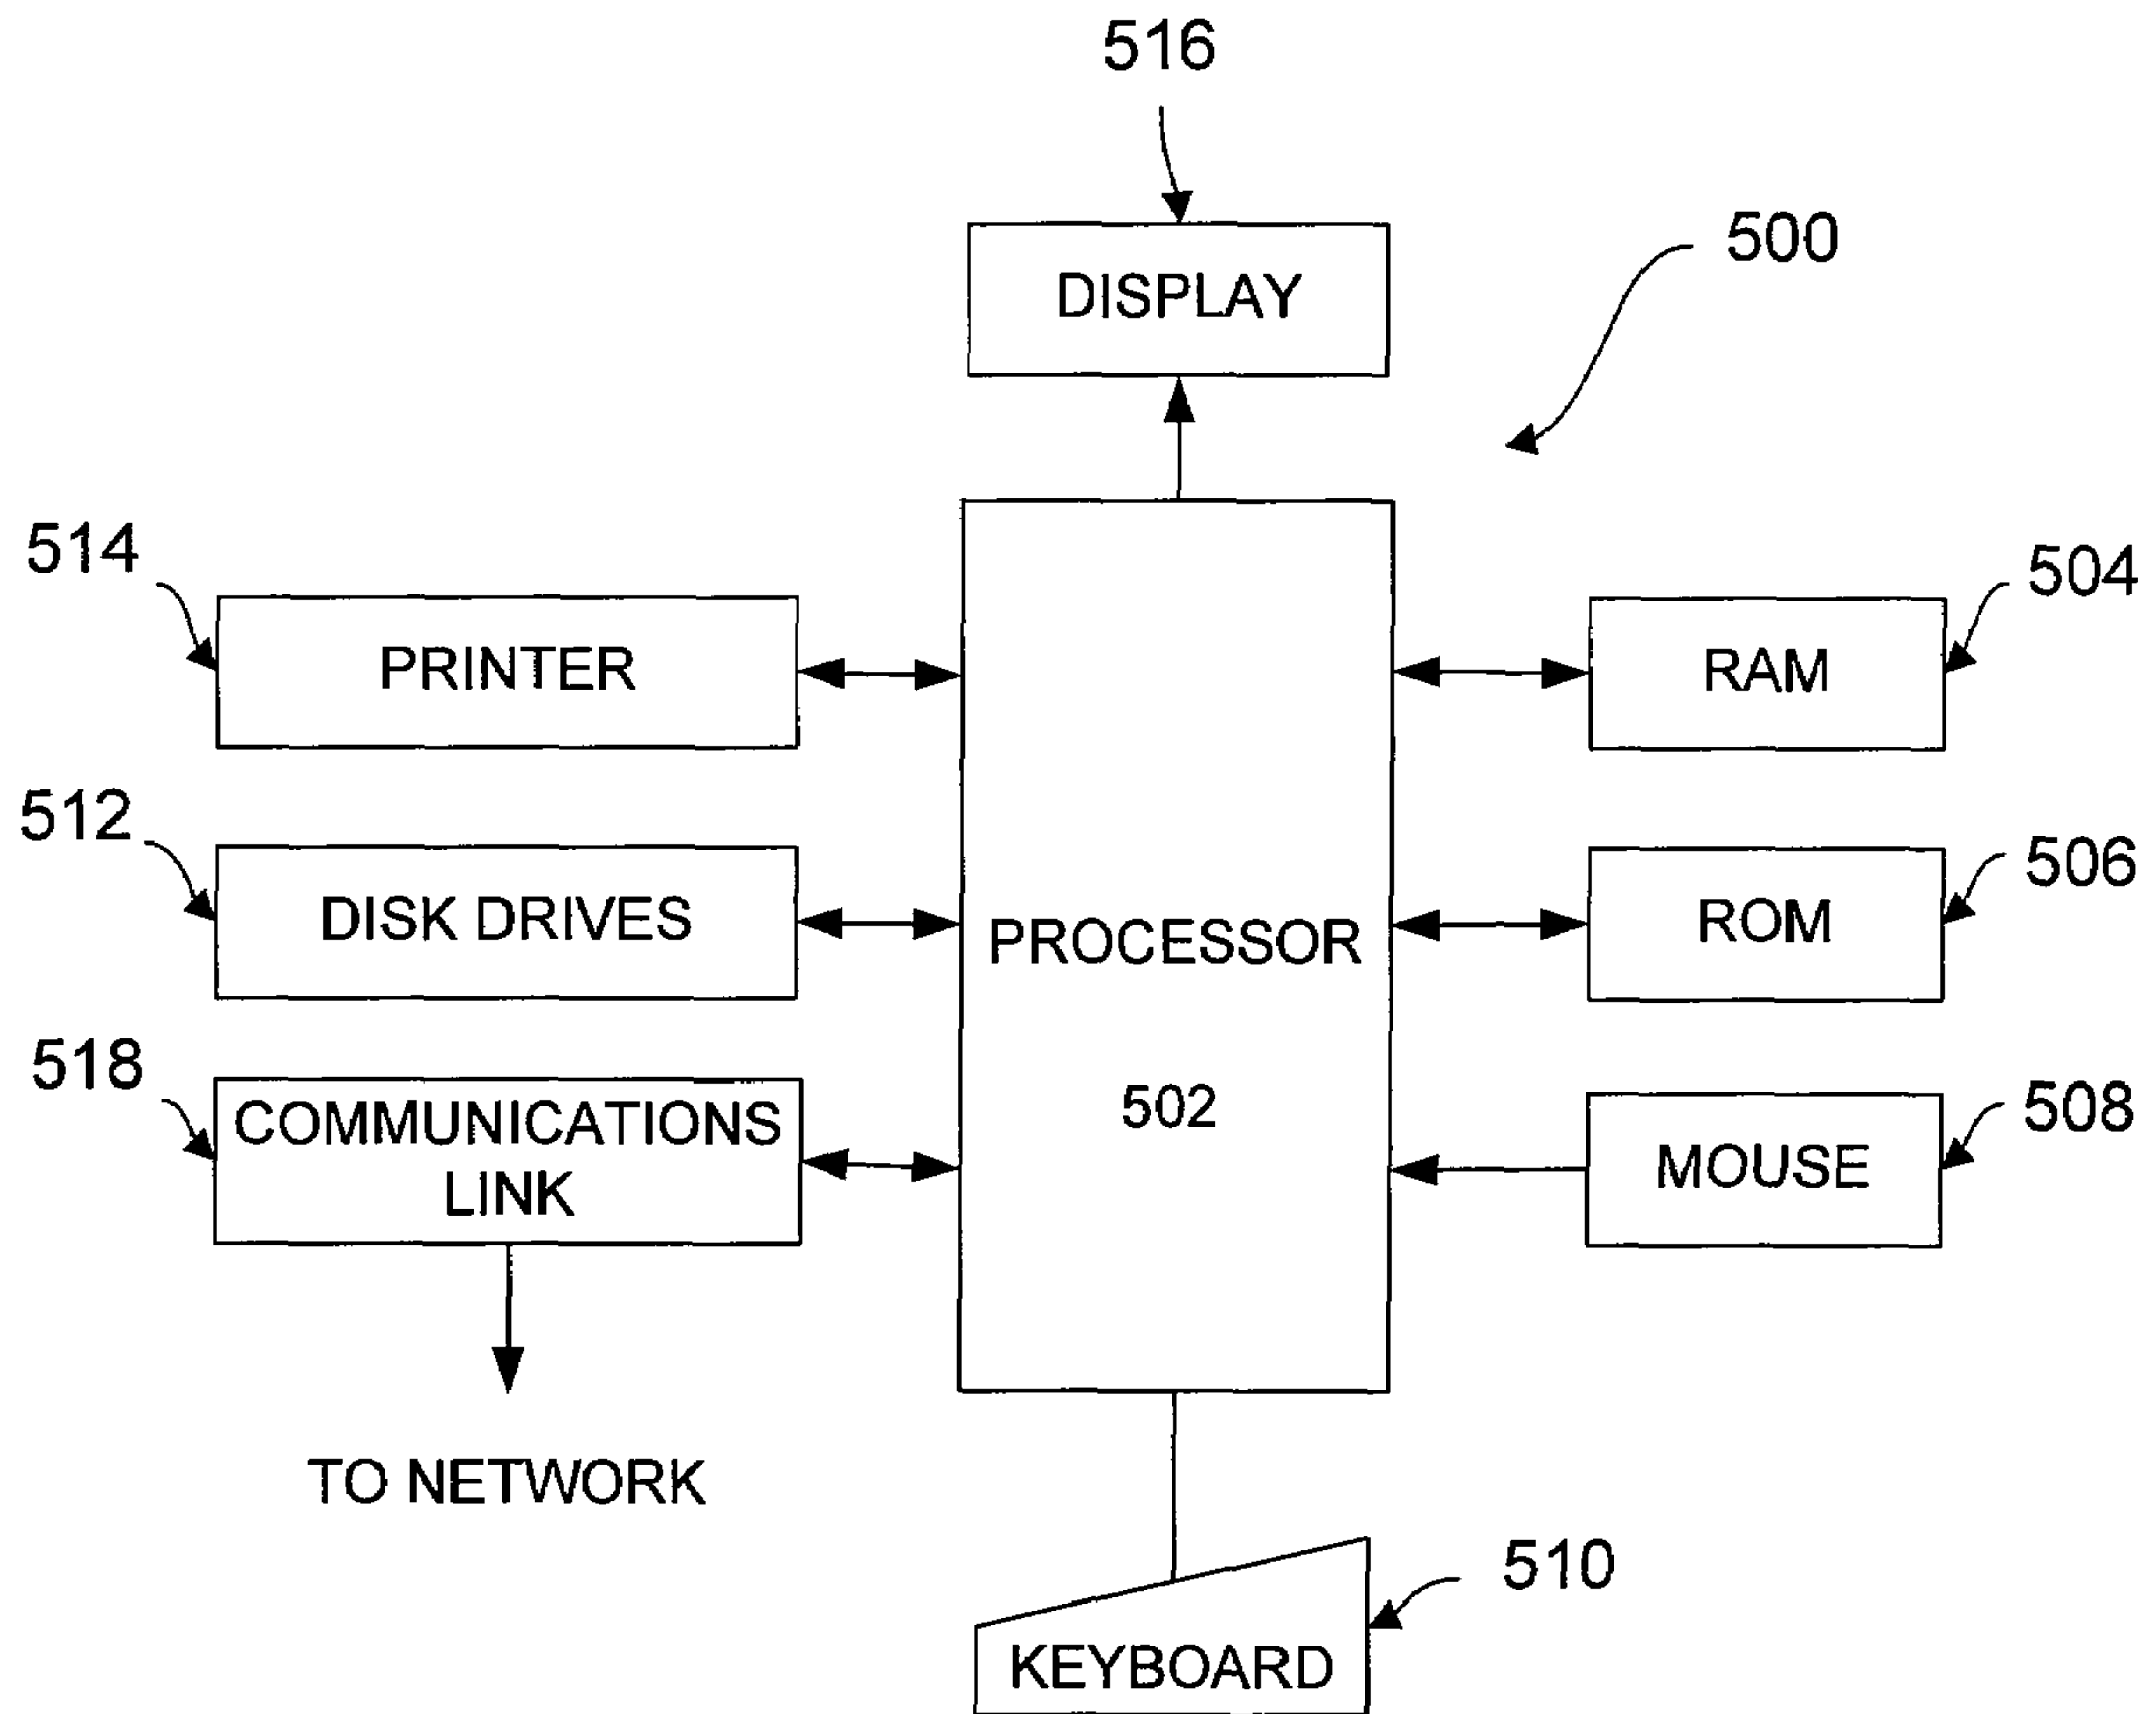 516
DISPLAY
500
514
PRINTER
504
RAM
512
DISK DRIVES
PROCESSOR
502
506
ROM
518
COMMUNICATIONS
LINK
508
MOUSE
TO NETWORK
510
KEYBOARD